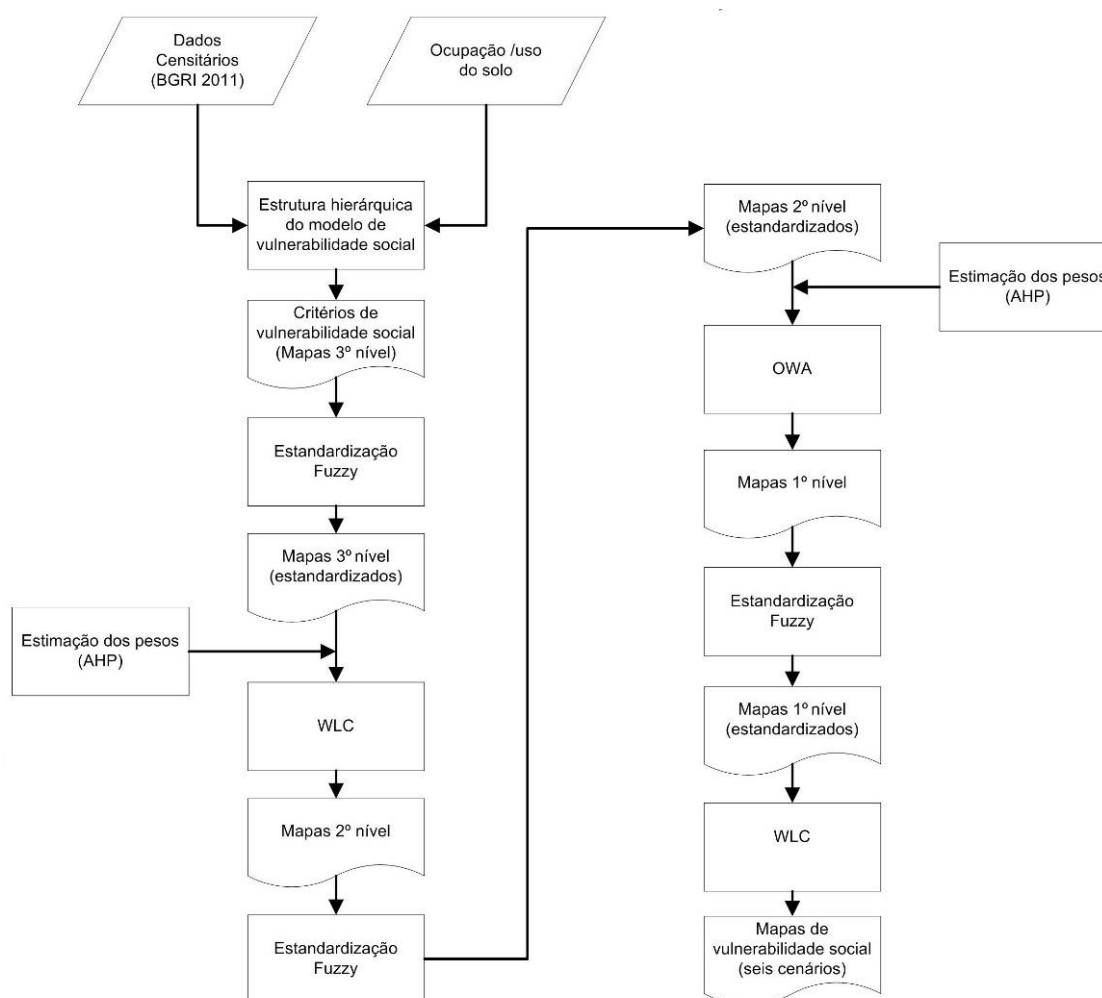 Dados
Censitários
(BGRI 2011)
Ocupação /uso
do solo
Estrutura hierárquica
do modelo de
vulnerabilidade social
Critérios de
vulnerabilidade social
(Mapas 3º nível)
Estandardização
Fuzzy
Mapas 3º nível
(estandardizados)
Estimação dos pesos
(AHP)
WLC
Mapas 2º nível
Estandardização
Fuzzy
Mapas 2º nível
(estandardizados)
Estimação dos pesos
(AHP)
OWA
Mapas 1º nível
Estandardização
Fuzzy
Mapas 1º nível
(estandardizados)
WLC
Mapas de
vulnerabilidade social
(seis cenários)